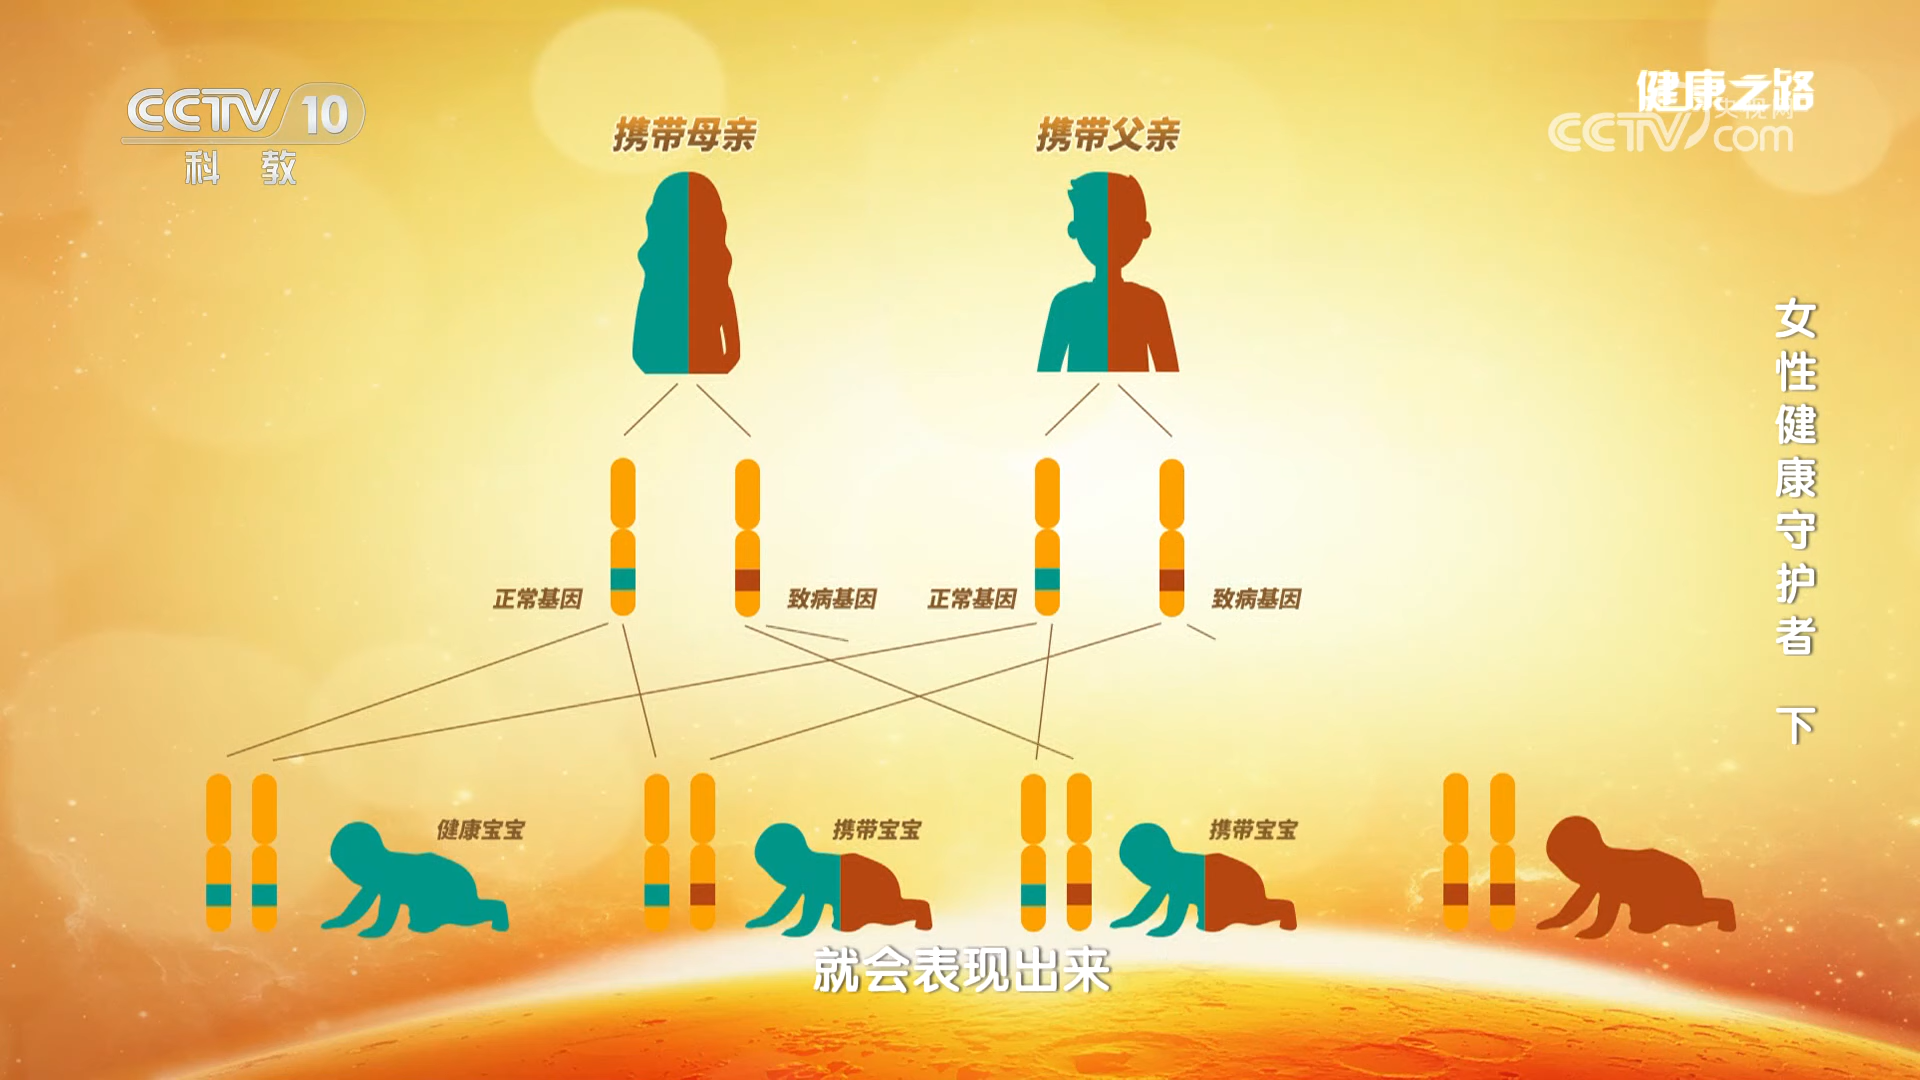 CCTV 10
科 教
健康之路
央视网
CCTV.com
携带母亲
携带父亲
女性健康守护者 下
正常基因
致病基因
正常基因
致病基因
健康宝宝
携带宝宝
携带宝宝
就会表现出来